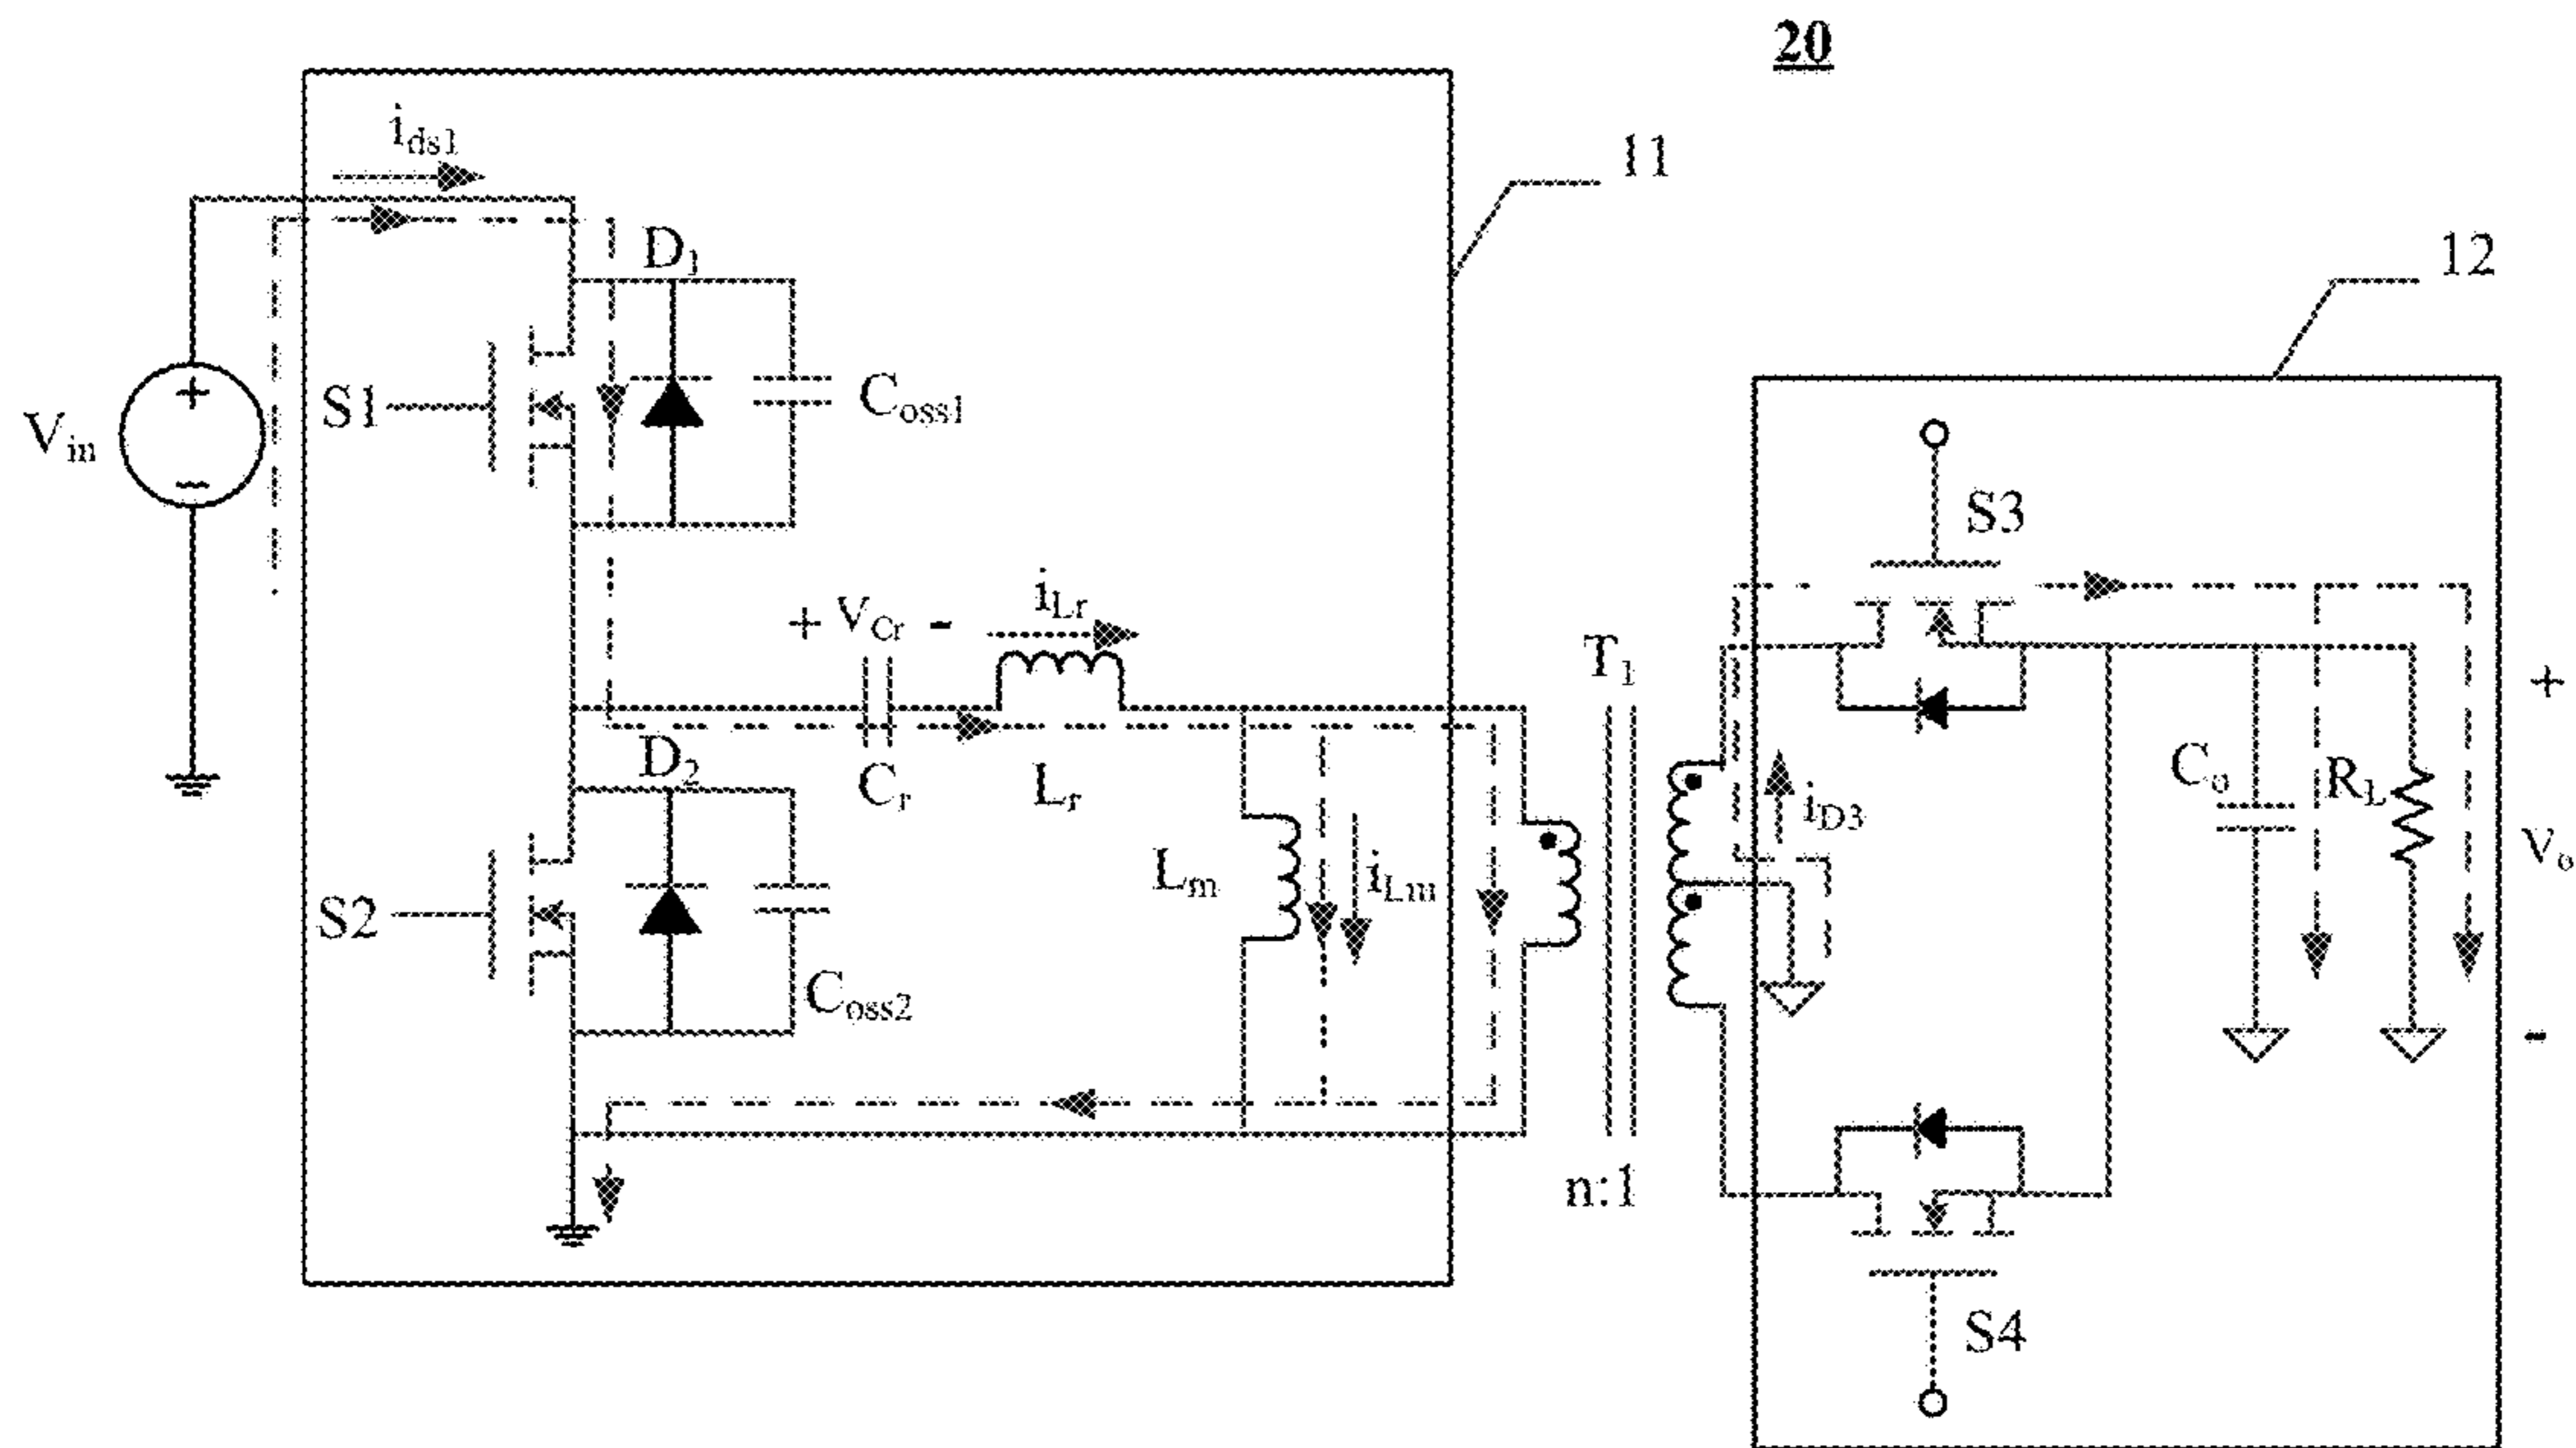 20
i_ds1
11
D_1
12
V_in
+
−
S1
C_oss1
S3
+ V_Cr -
i_Lr
T_1
+
D_2
C_r
L_r
C_o
R_L
i_D3
V_o
S2
L_m
i_Lm
C_oss2
-
n:1
S4